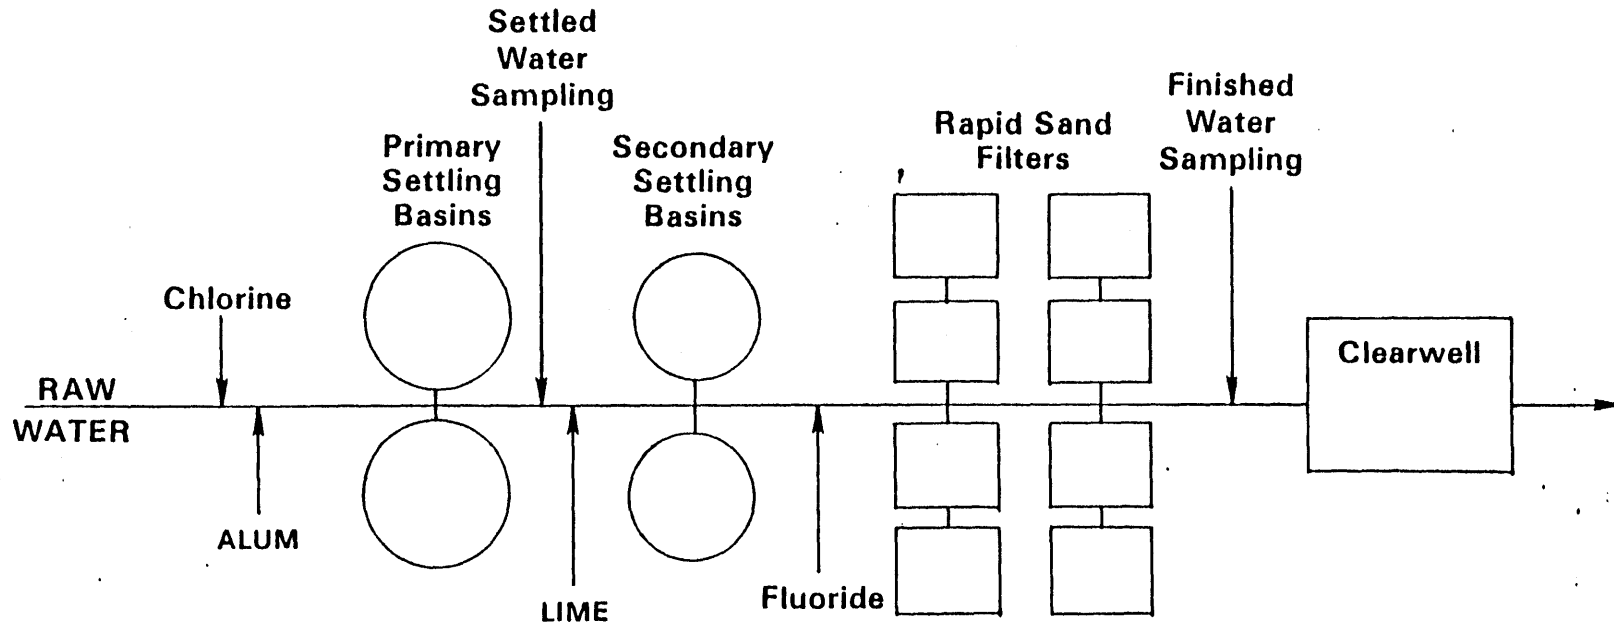 Settled
Water
Sampling
Primary
Settling
Basins
Secondary
Settling
Basins
Rapid Sand
Filters
Finished
Water
Sampling
Chlorine
RAW
WATER
ALUM
LIME
Fluoride
Clearwell